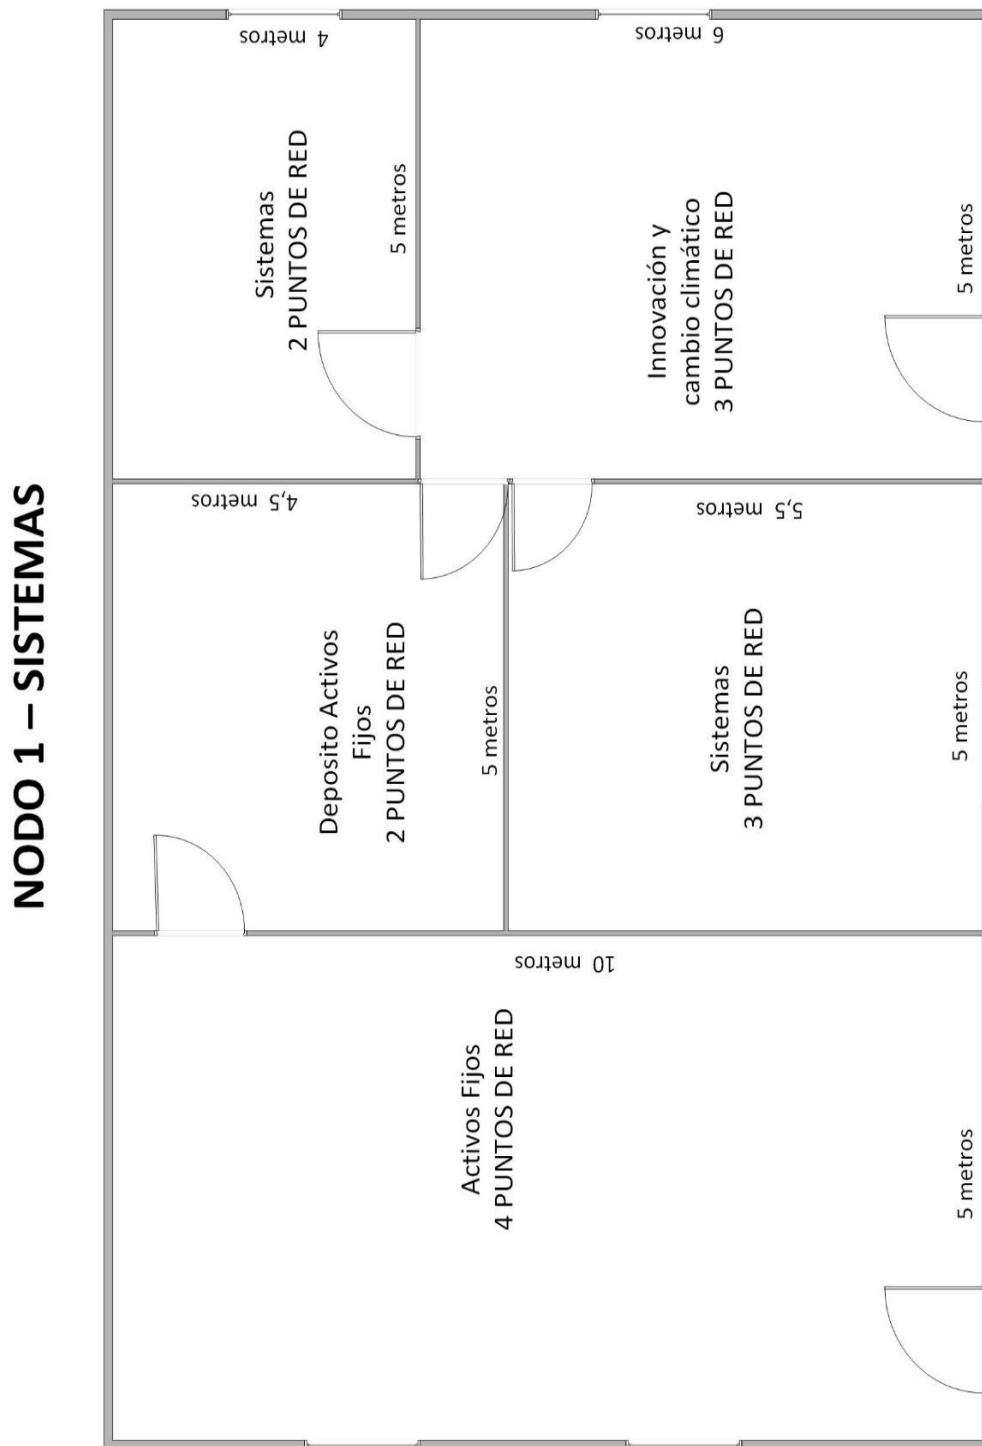 NODO 1 – SISTEMAS
4 metros
Sistemas
2 PUNTOS DE RED
5 metros
6 metros
Innovación y
cambio climático
3 PUNTOS DE RED
5 metros
4,5 metros
Deposito Activos
Fijos
2 PUNTOS DE RED
5 metros
5,5 metros
Sistemas
3 PUNTOS DE RED
5 metros
10 metros
Activos Fijos
4 PUNTOS DE RED
5 metros